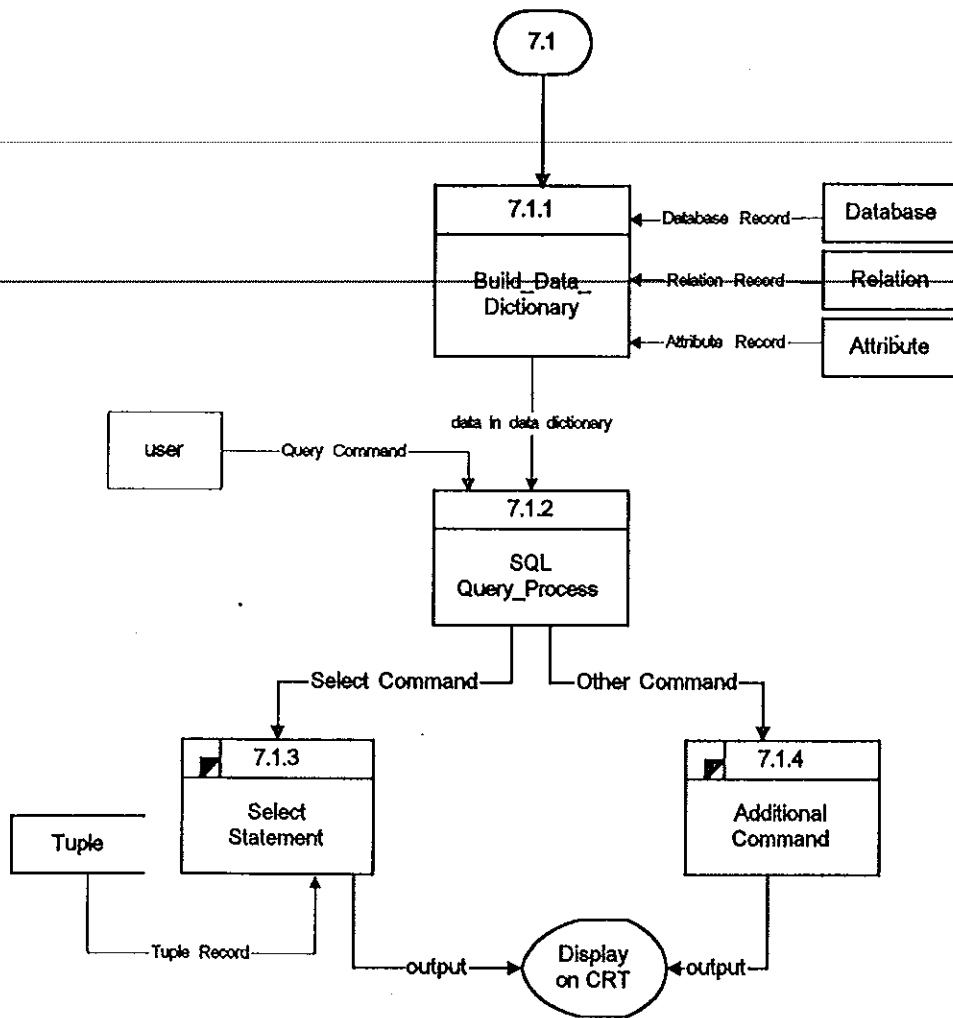 7.1
7.1.1
Database Record
Database
Build_Data_
Dictionary
Relation Record
Relation
Attribute Record
Attribute
data in data dictionary
user
Query Command
7.1.2
SQL
Query_Process
Select Command
Other Command
7.1.3
Select
Statement
7.1.4
Additional
Command
Tuple
Tuple Record
output
Display
on CRT
output